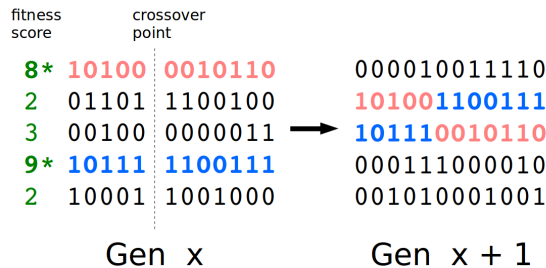 fitness score
crossover point
8* 10100 0010110
2 01101 1100100
3 00100 0000011
9* 10111 1100111
2 10001 1001000
Gen x
000010011110
101001100111
101110010110
000111000010
001010001001
Gen x + 1